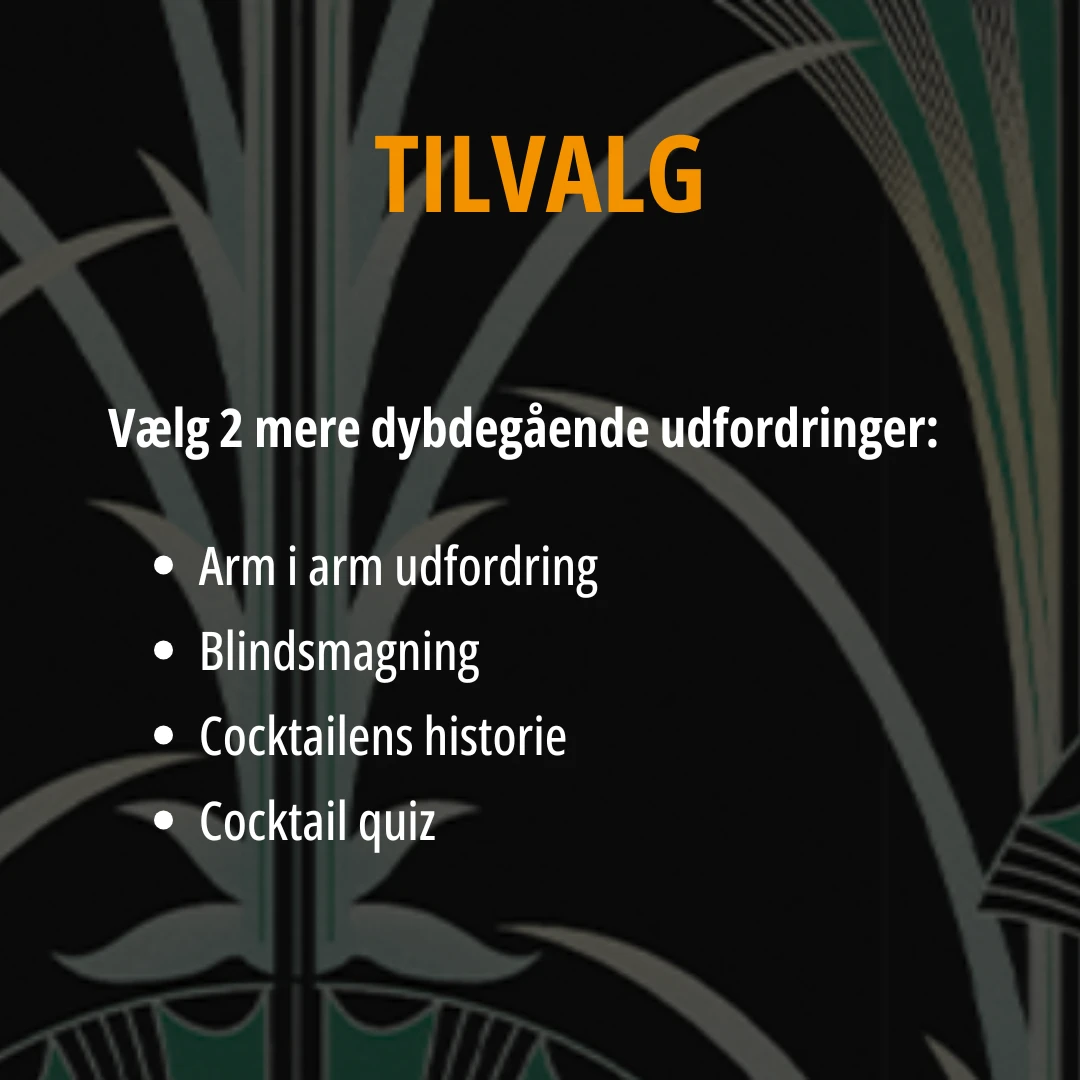 TILVALG
Vælg 2 mere dybdegående udfordringer:
• Arm i arm udfordring
• Blindsmagning
• Cocktailens historie
• Cocktail quiz